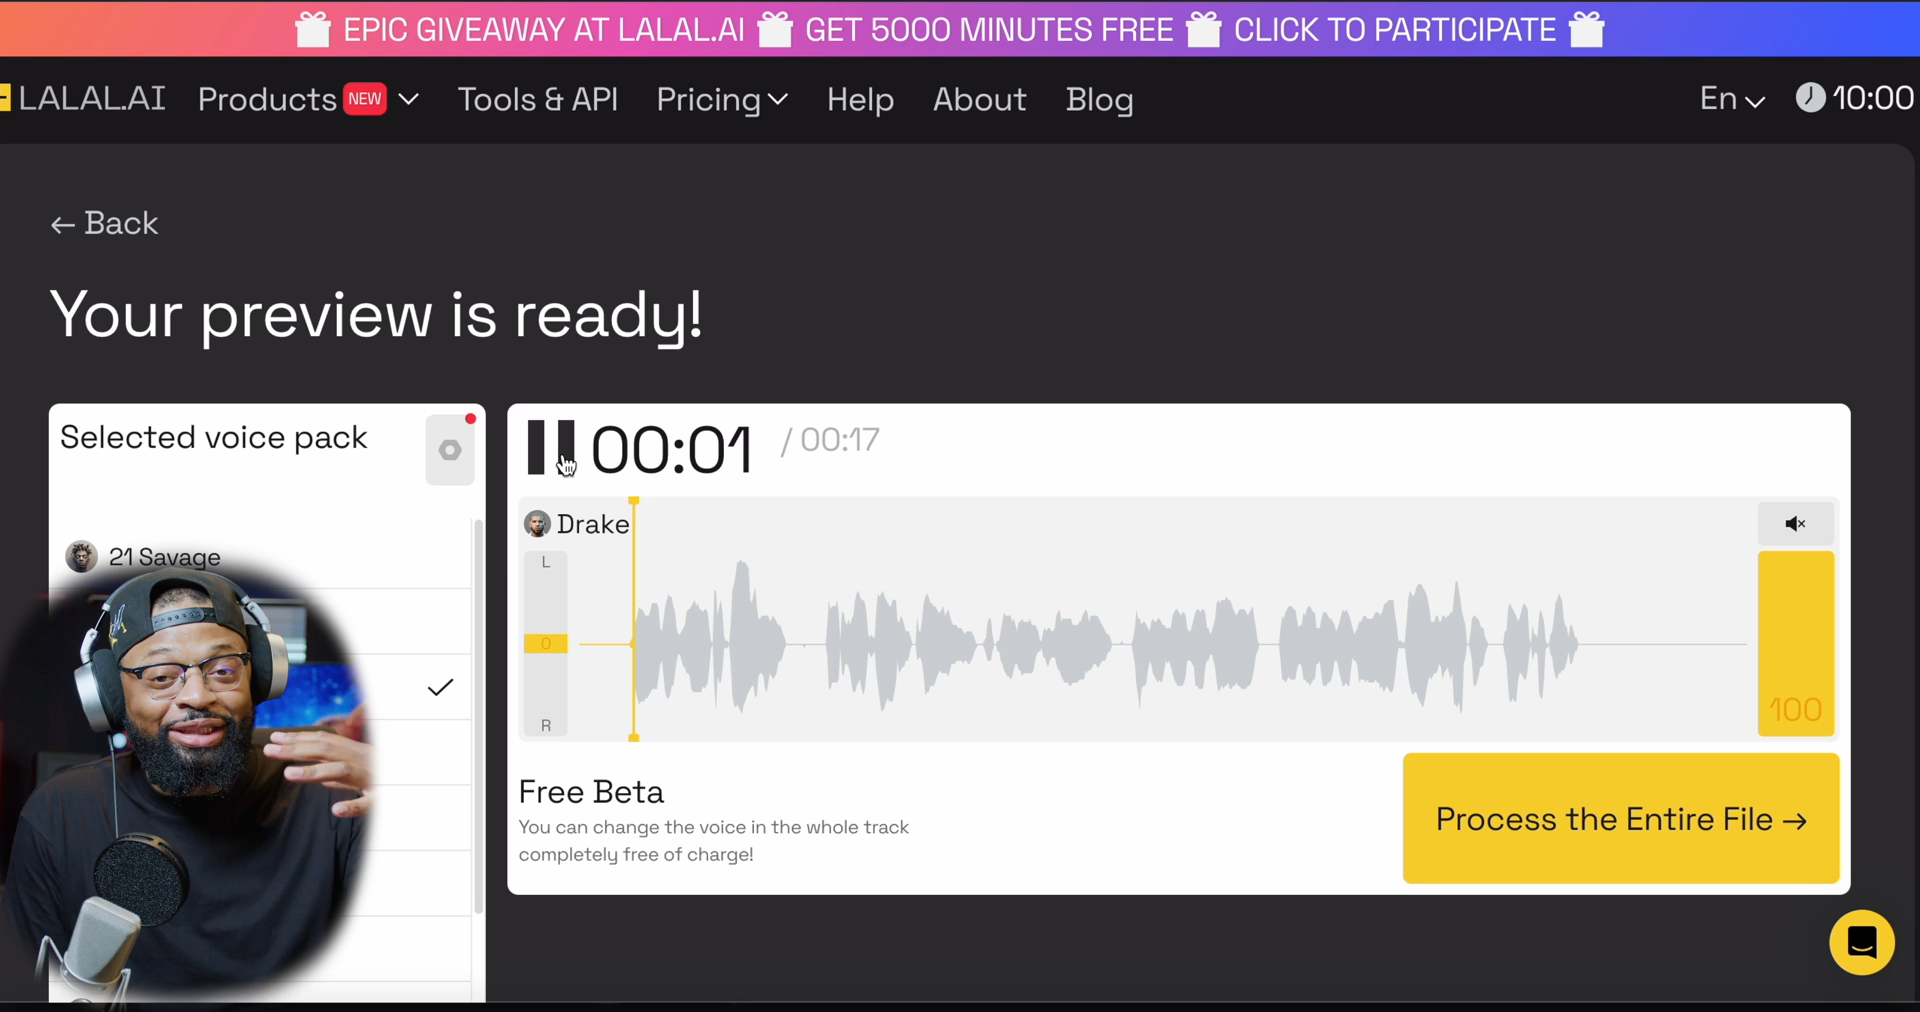 EPIC GIVEAWAY AT LALAL.AI GET 5000 MINUTES FREE CLICK TO PARTICIPATE
LALAL.AI Products NEW Tools & API Pricing Help About Blog En 10:00
← Back
Your preview is ready!
Selected voice pack
21 Savage
00:01 / 00:17
Drake
L
0
R
100
Free Beta
You can change the voice in the whole track
completely free of charge!
Process the Entire File →